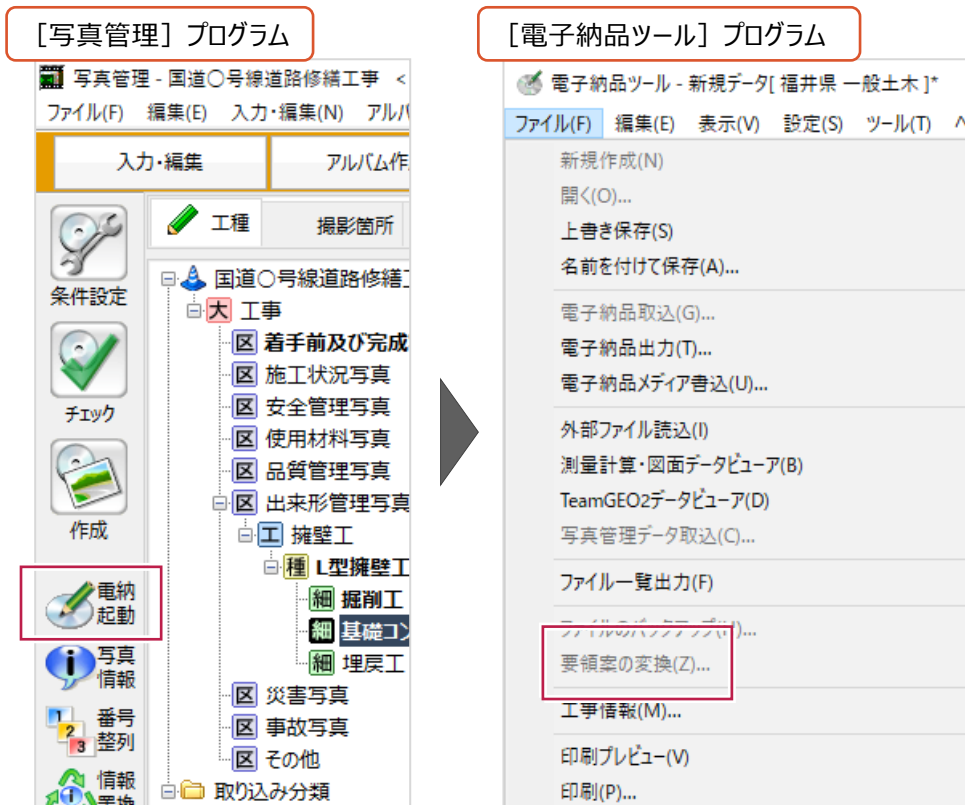 ［写真管理］プログラム
写真管理 - 国道〇号線道路修繕工事 <
ファイル(F) 編集(E) 入力・編集(N)
入力・編集
工種 撮影箇所
条件設定
チェック
作成
電納
起動
写真
情報
番号
整列
1
2
3
情報
国道〇号線道路修繕
大 工事
区 着手前及び完成
区 施工状況写真
区 安全管理写真
区 使用材料写真
区 品質管理写真
区 出来形管理写真
工 擁壁工
種 L型擁壁工
細 掘削工
細 基礎コン
細 埋戻工
区 災害写真
区 事故写真
区 その他
取り込み分類
［電子納品ツール］プログラム
電子納品ツール - 新規データ[ 福井県 一般土木 ]*
ファイル(F) 編集(E) 表示(V) 設定(S) ツール(T)
新規作成(N)
開く(O)...
上書き保存(S)
名前を付けて保存(A)...
電子納品取込(G)...
電子納品出力(T)...
電子納品メディア書込(U)...
外部ファイル読込(I)
測量計算・図面データビューア(B)
TeamGEO2データビューア(D)
写真管理データ取込(C)...
ファイル一覧出力(F)
要領案の変換(Z)...
工事情報(M)...
印刷プレビュー(V)
印刷(P)...